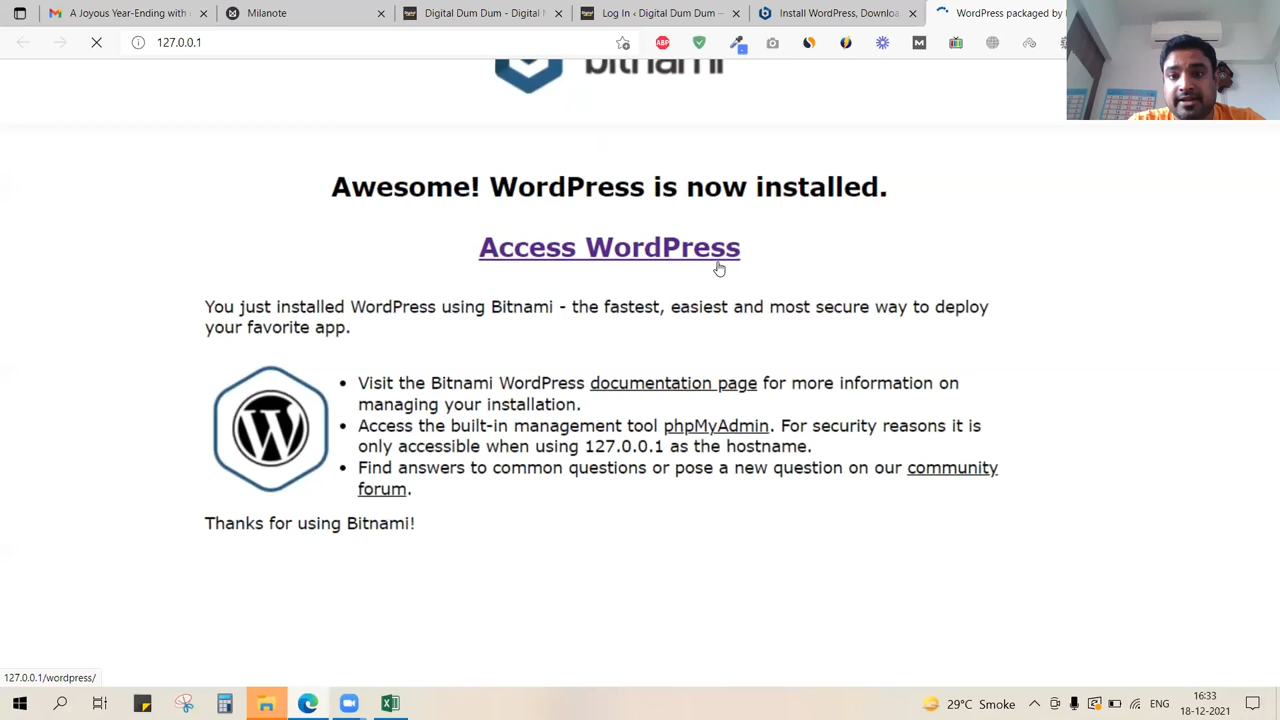 A Joyous Year-Ending with
Milanote
Digital Dum Dum - Digital M
Log In ‹ Digital Dum Dum —
Install WordPress, Downloa
WordPress packaged by
127.0.0.1
ABP
bitnami
Awesome! WordPress is now installed.
Access WordPress
You just installed WordPress using Bitnami - the fastest, easiest and most secure way to deploy
your favorite app.
• Visit the Bitnami WordPress documentation page for more information on
managing your installation.
• Access the built-in management tool phpMyAdmin. For security reasons it is
only accessible when using 127.0.0.1 as the hostname.
• Find answers to common questions or pose a new question on our community
forum.
Thanks for using Bitnami!
127.0.0.1/wordpress/
29°C Smoke
ENG
16:33
18-12-2021